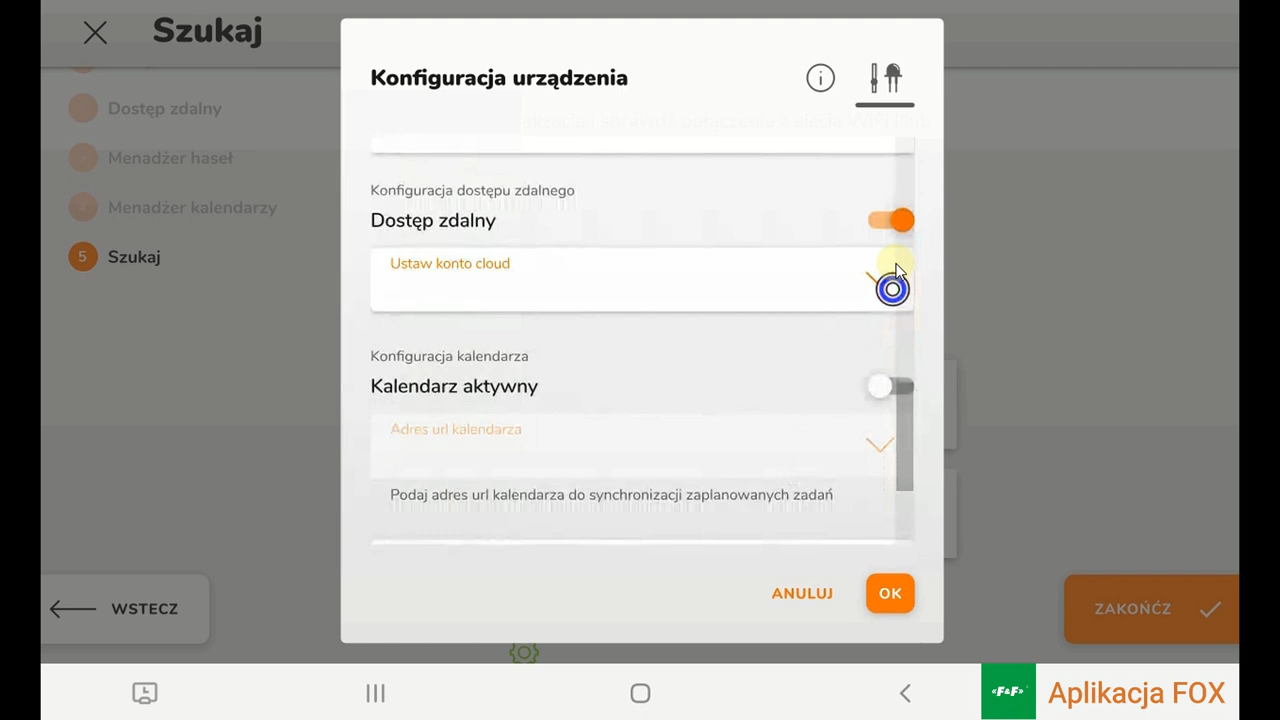 Szukaj
Dostęp zdalny
Menadżer haseł
Menadżer kalendarzy
5 Szukaj
Konfiguracja urządzenia
Konfiguracja dostępu zdalnego
Dostęp zdalny
Ustaw konto cloud
Konfiguracja kalendarza
Kalendarz aktywny
Adres url kalendarza
Podaj adres url kalendarza do synchronizacji zaplanowanych zadań
ANULUJ OK
WSTECZ
ZAKOŃCZ
«F&F» Aplikacja FOX